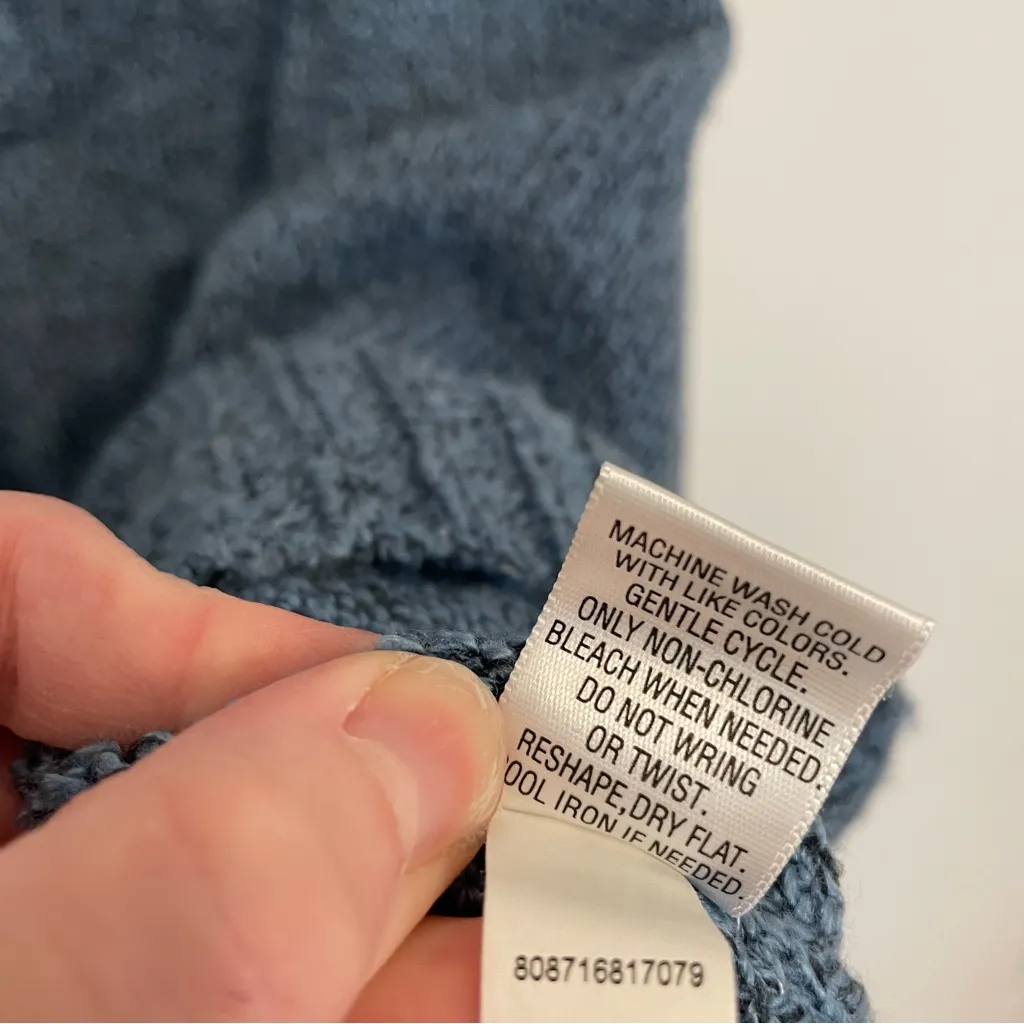 MACHINE WASH COLD
WITH LIKE COLORS.
GENTLE CYCLE.
ONLY NON-CHLORINE
BLEACH WHEN NEEDED.
DO NOT WRING
OR TWIST.
RESHAPE, DRY FLAT.
OOL IRON IF NEEDED.
808716817079